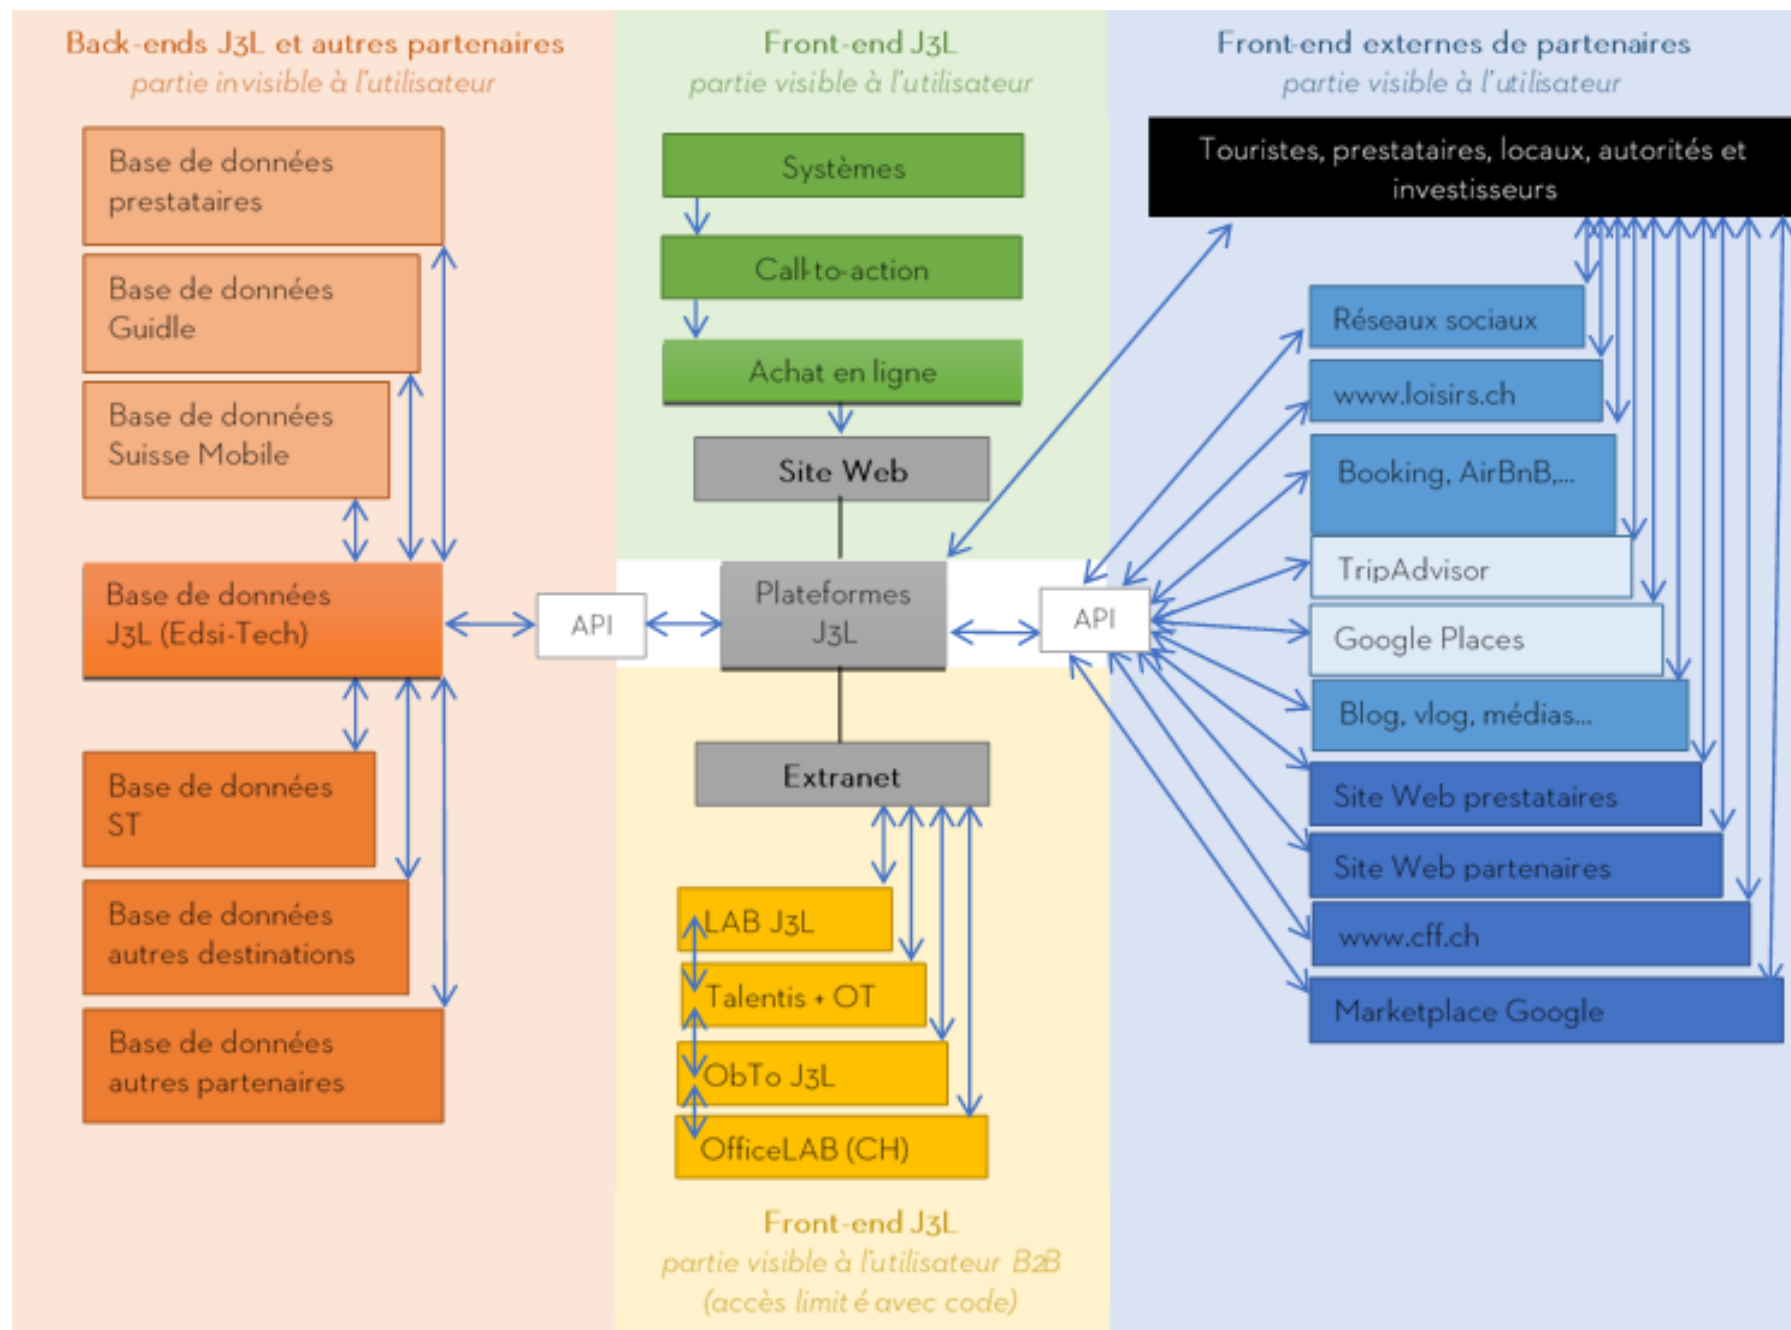 Back-ends J3L et autres partenaires
partie invisible à l'utilisateur
Base de données
prestataires
Base de données
Guidle
Base de données
Suisse Mobile
Base de données
J3L (Edsi-Tech)
Base de données
ST
Base de données
autres destinations
Base de données
autres partenaires
API
Front-end J3L
partie visible à l'utilisateur
Systèmes
Call-to-action
Achat en ligne
Site Web
Plateformes
J3L
Extranet
LAB J3L
Talentis + OT
ObTo J3L
OfficeLAB (CH)
Front-end J3L
partie visible à l'utilisateur B2B
(accès limité avec code)
API
Front-end externes de partenaires
partie visible à l'utilisateur
Touristes, prestataires, locaux, autorités et
investisseurs
Réseaux sociaux
www.loisirs.ch
Booking, AirBnB,...
TripAdvisor
Google Places
Blog, vlog, médias...
Site Web prestataires
Site Web partenaires
www.cff.ch
Marketplace Google